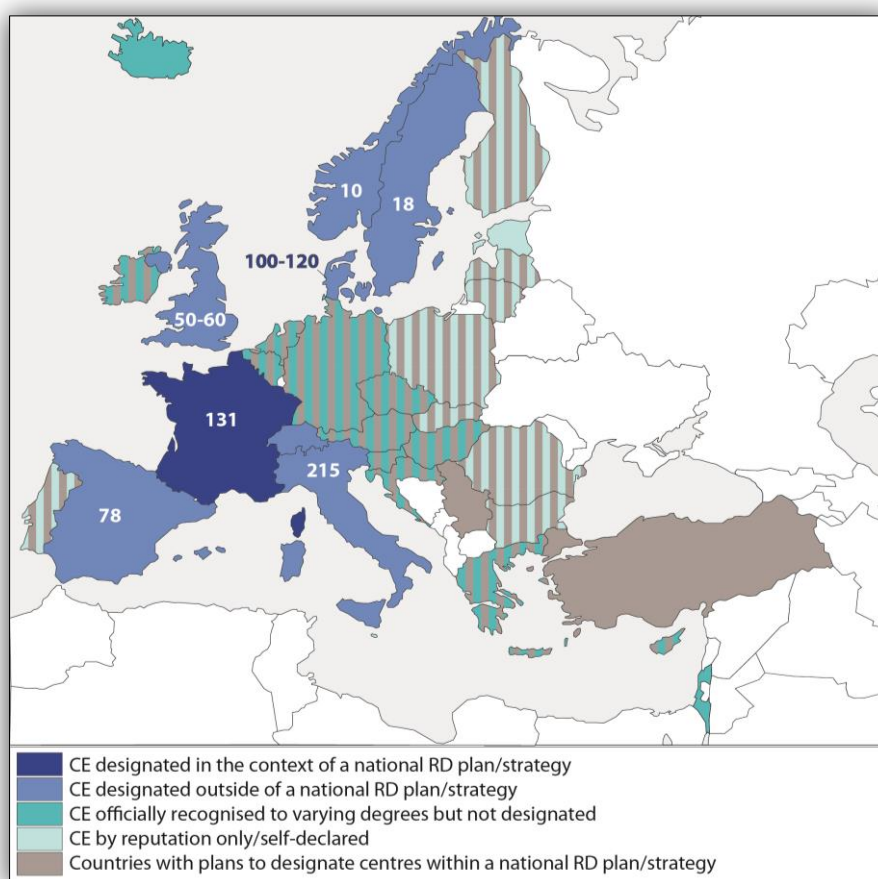 10
18
100-120
50-60
131
215
78
CE designated in the context of a national RD plan/strategy
CE designated outside of a national RD plan/strategy
CE officially recognised to varying degrees but not designated
CE by reputation only/self-declared
Countries with plans to designate centres within a national RD plan/strategy